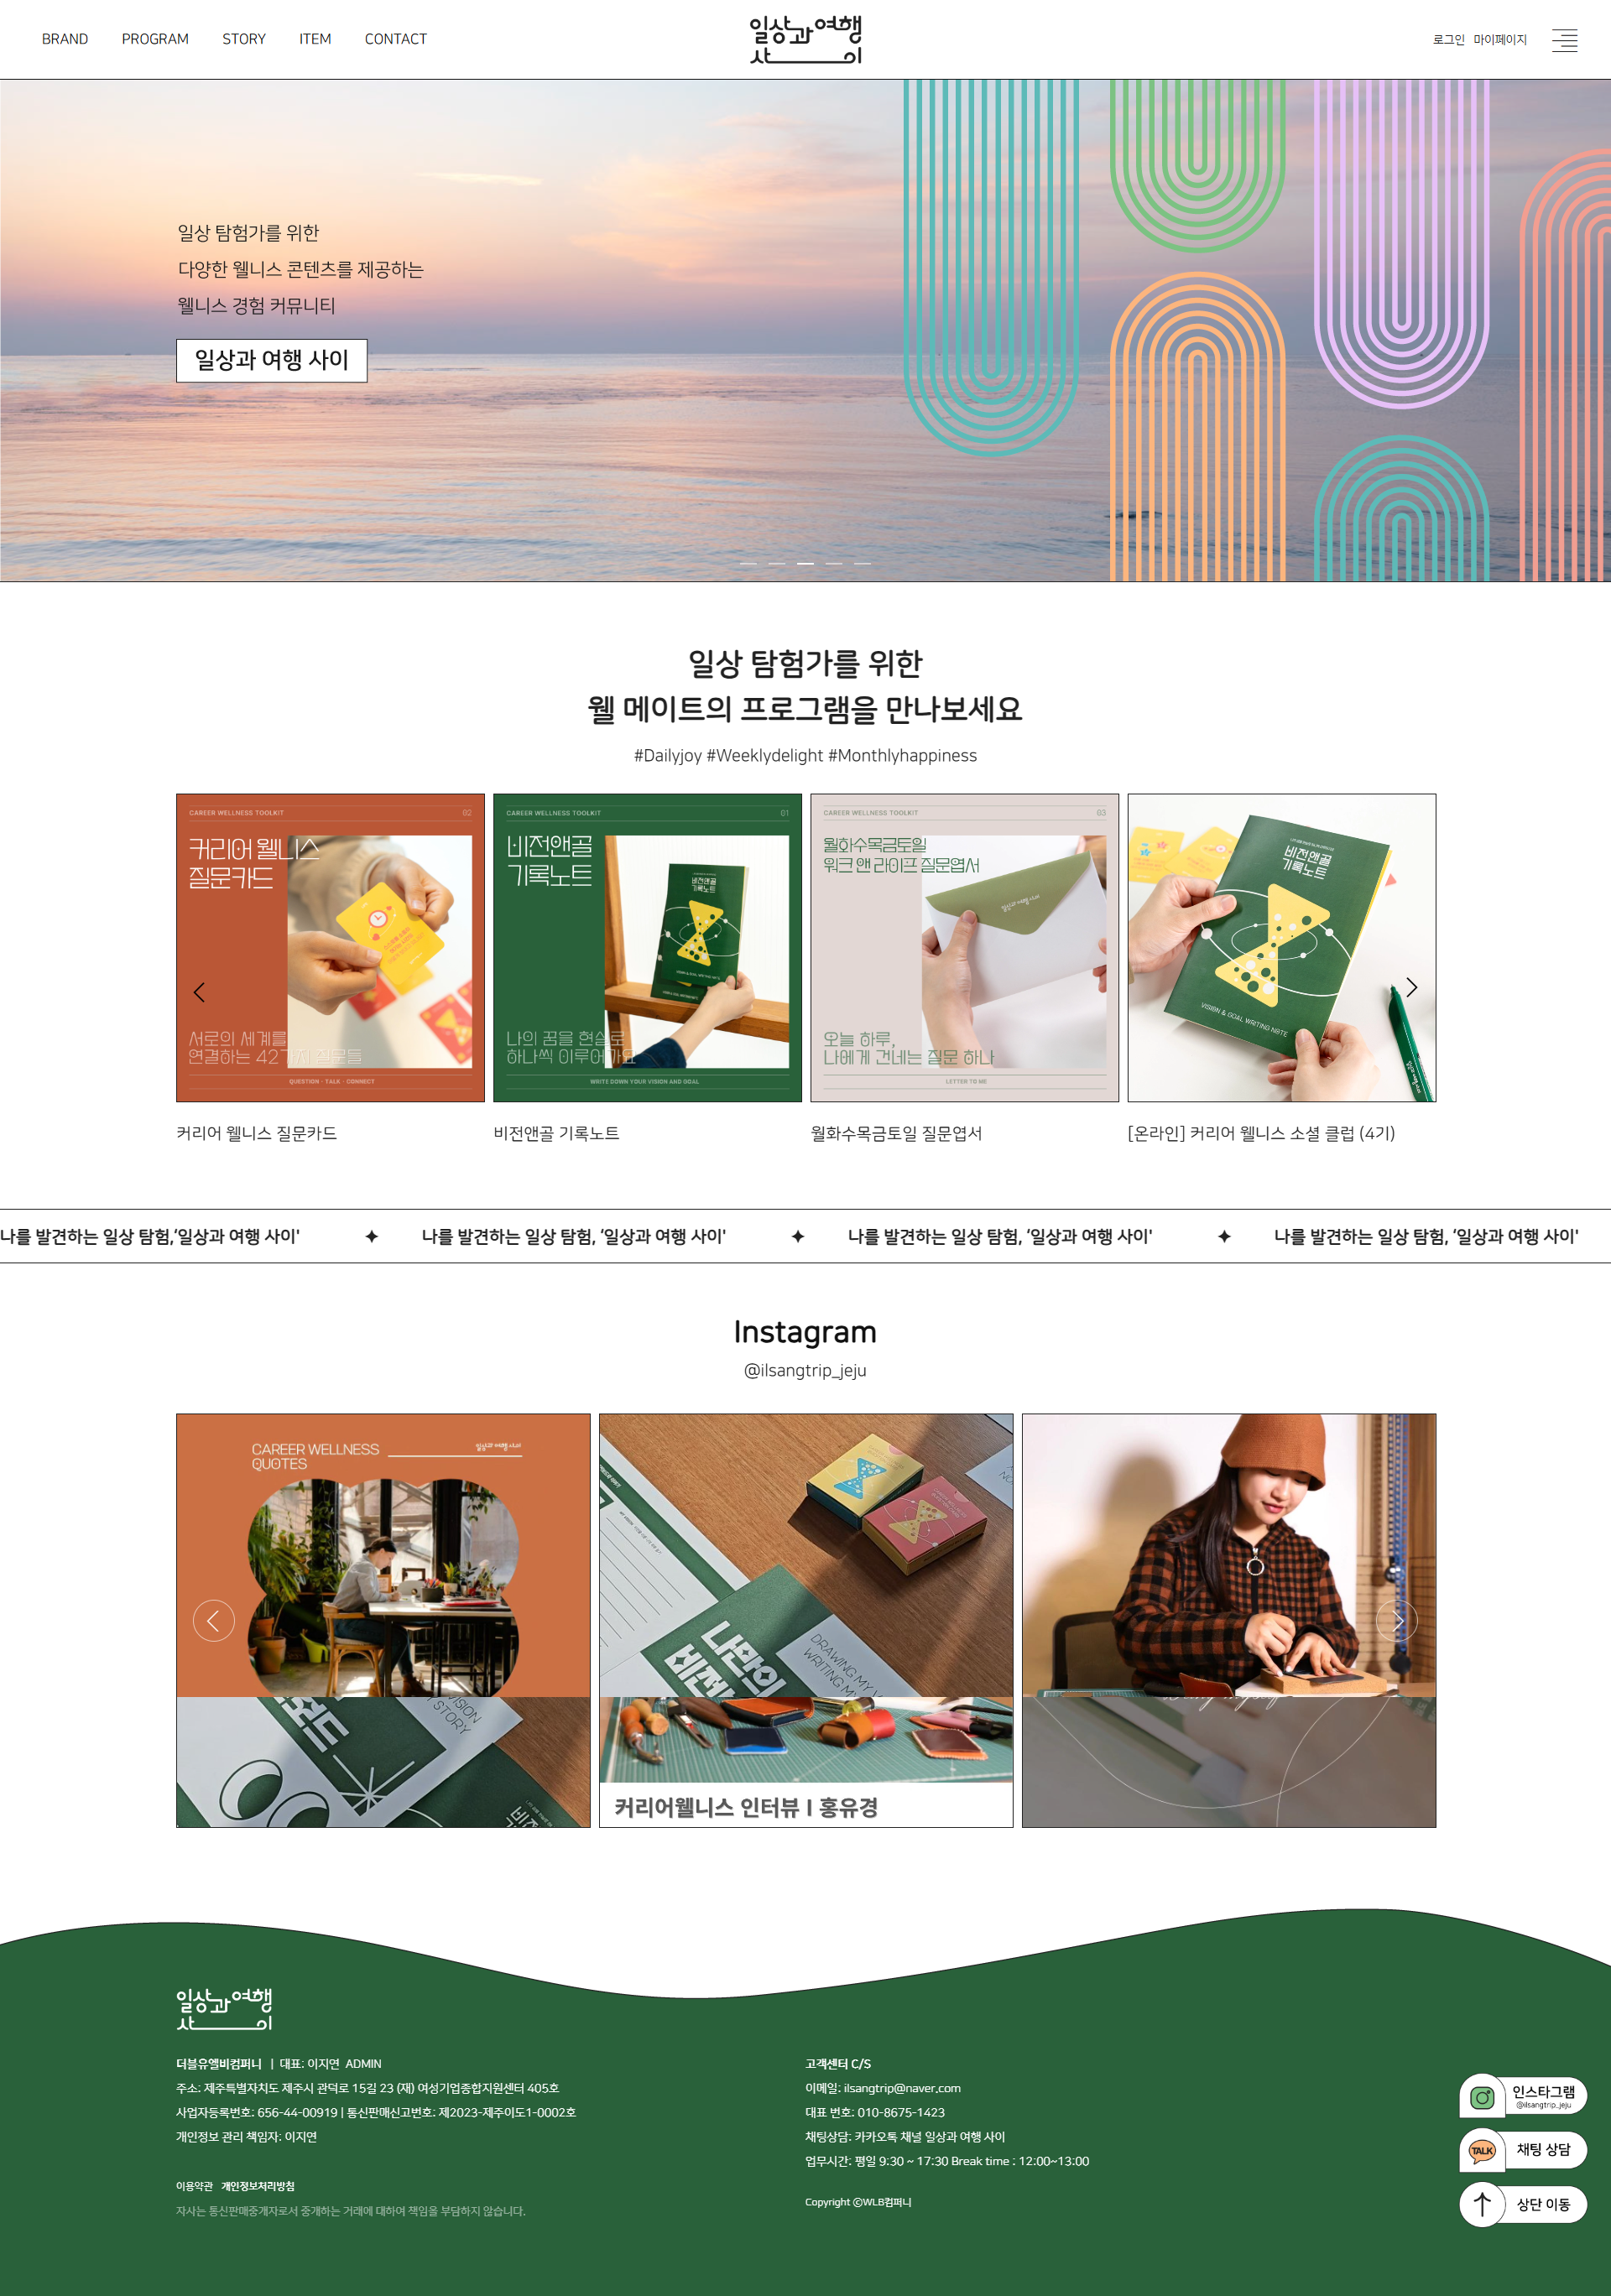 BRAND PROGRAM STORY ITEM CONTACT
일상과여행
사이
로그인 마이페이지
일상 탐험가를 위한
다양한 웰니스 콘텐츠를 제공하는
웰니스 경험 커뮤니티
일상과 여행 사이
일상 탐험가를 위한
웰 메이트의 프로그램을 만나보세요
#Dailyjoy #Weeklydelight #Monthlyhappiness
CAREER WELLNESS TOOLKIT 02
커리어 웰니스
질문카드
서로의 세계를
연결하는 42가지 질문들
QUESTION · TALK · CONNECT
CAREER WELLNESS TOOLKIT 01
비전앤골
기록노트
나의 꿈을 현실로
하나씩 이루어가요
WRITE DOWN YOUR VISION AND GOAL
CAREER WELLNESS TOOLKIT 03
월화수목금토일
워크 앤 라이프 질문엽서
일상과 여행 사이
오늘 하루,
나에게 건네는 질문 하나
LETTER TO ME
비전앤골
기록노트
VISION & GOAL WRITING NOTE
커리어 웰니스 질문카드
비전앤골 기록노트
월화수목금토일 질문엽서
[온라인] 커리어 웰니스 소셜 클럽 (4기)
나를 발견하는 일상 탐험,‘일상과 여행 사이' ✦ 나를 발견하는 일상 탐험, ‘일상과 여행 사이' ✦ 나를 발견하는 일상 탐험, ‘일상과 여행 사이' ✦ 나를 발견하는 일상 탐험, ‘일상과 여행 사이'
Instagram
@ilsangtrip_jeju
CAREER WELLNESS
QUOTES
일상과 여행 사이
나만의
비전
DRAWING MY V
WRITING MY
VISION
STORY
보드
커리어웰니스 인터뷰 I 홍유경
일상과여행
사이
더블유엘비컴퍼니 | 대표: 이지연 ADMIN
주소: 제주특별자치도 제주시 관덕로 15길 23 (재) 여성기업종합지원센터 405호
사업자등록번호: 656-44-00919 | 통신판매신고번호: 제2023-제주이도1-0002호
개인정보 관리 책임자: 이지연
이용약관 개인정보처리방침
자사는 통신판매중개자로서 중개하는 거래에 대하여 책임을 부담하지 않습니다.
고객센터 C/S
이메일: ilsangtrip@naver.com
대표 번호: 010-8675-1423
채팅상담: 카카오톡 채널 일상과 여행 사이
업무시간: 평일 9:30 ~ 17:30 Break time : 12:00~13:00
Copyright ⓒWLB컴퍼니
인스타그램
@ilsangtrip_jeju
TALK
채팅 상담
상단 이동